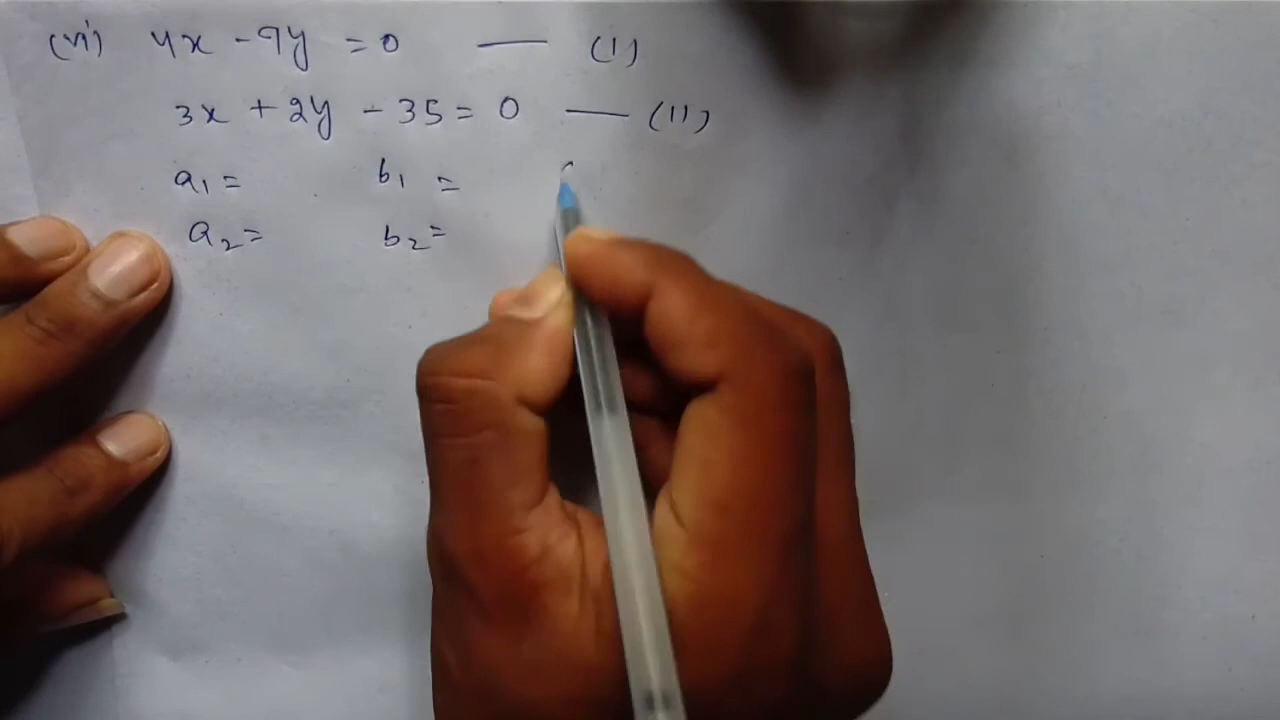 (vi) 4x - 9y = 0 — (I)
3x + 2y - 35 = 0 — (II)
a₁ = b₁ =
a₂ = b₂ =